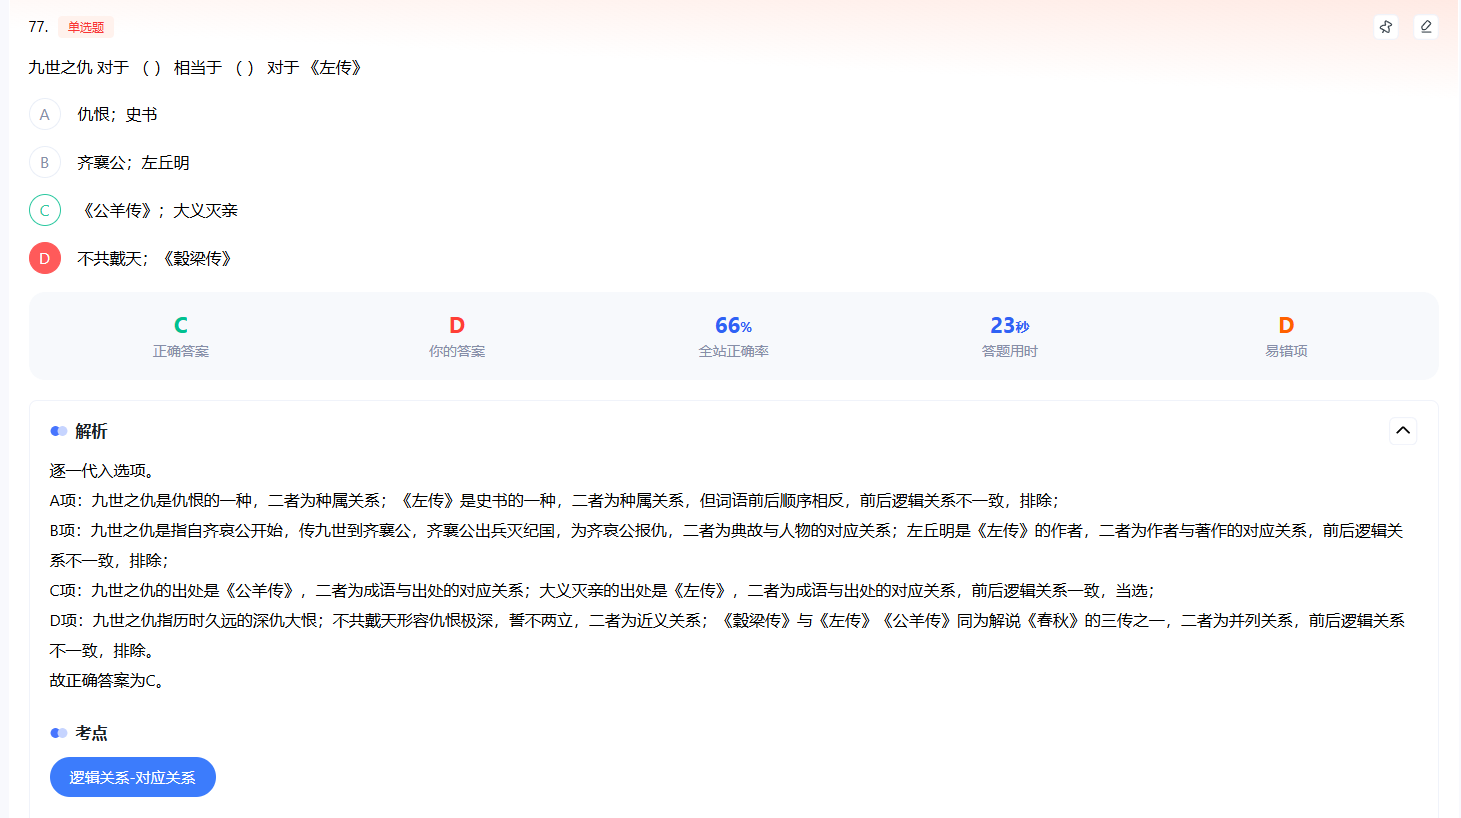 77. 单选题
九世之仇 对于 （ ） 相当于 （ ） 对于 《左传》
A 仇恨；史书
B 齐襄公；左丘明
C 《公羊传》；大义灭亲
D 不共戴天；《穀梁传》
C D 66% 23秒 D
正确答案 你的答案 全站正确率 答题用时 易错项
解析
逐一代入选项。
A项：九世之仇是仇恨的一种，二者为种属关系；《左传》是史书的一种，二者为种属关系，但词语前后顺序相反，前后逻辑关系不一致，排除；
B项：九世之仇是指自齐哀公开始，传九世到齐襄公，齐襄公出兵灭纪国，为齐哀公报仇，二者为典故与人物的对应关系；左丘明是《左传》的作者，二者为作者与著作的对应关系，前后逻辑关
系不一致，排除；
C项：九世之仇的出处是《公羊传》，二者为成语与出处的对应关系；大义灭亲的出处是《左传》，二者为成语与出处的对应关系，前后逻辑关系一致，当选；
D项：九世之仇指历时久远的深仇大恨；不共戴天形容仇恨极深，誓不两立，二者为近义关系；《穀梁传》与《左传》《公羊传》同为解说《春秋》的三传之一，二者为并列关系，前后逻辑关系
不一致，排除。
故正确答案为C。
考点
逻辑关系-对应关系